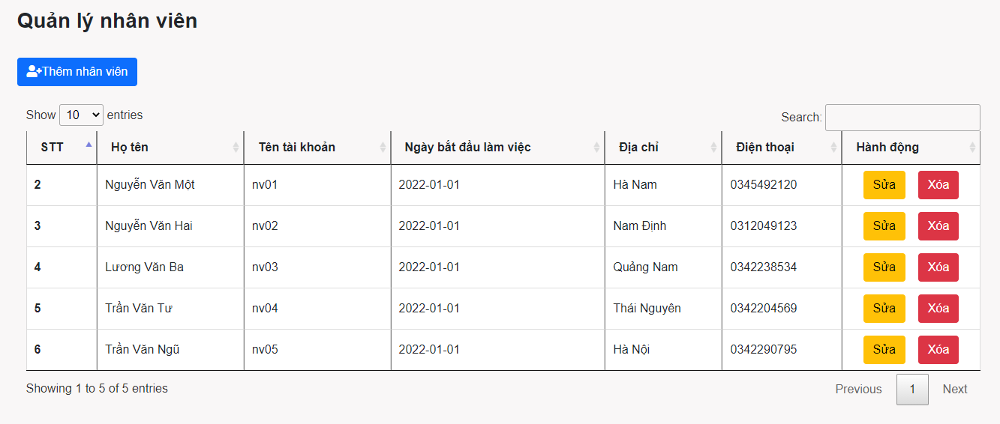 Quản lý nhân viên
Thêm nhân viên
Show 10 entries
Search:
STT Họ tên Tên tài khoản Ngày bắt đầu làm việc Địa chỉ Điện thoại Hành động
2 Nguyễn Văn Một nv01 2022-01-01 Hà Nam 0345492120 Sửa Xóa
3 Nguyễn Văn Hai nv02 2022-01-01 Nam Định 0312049123 Sửa Xóa
4 Lương Văn Ba nv03 2022-01-01 Quảng Nam 0342238534 Sửa Xóa
5 Trần Văn Tư nv04 2022-01-01 Thái Nguyên 0342204569 Sửa Xóa
6 Trần Văn Ngũ nv05 2022-01-01 Hà Nội 0342290795 Sửa Xóa
Showing 1 to 5 of 5 entries
Previous 1 Next